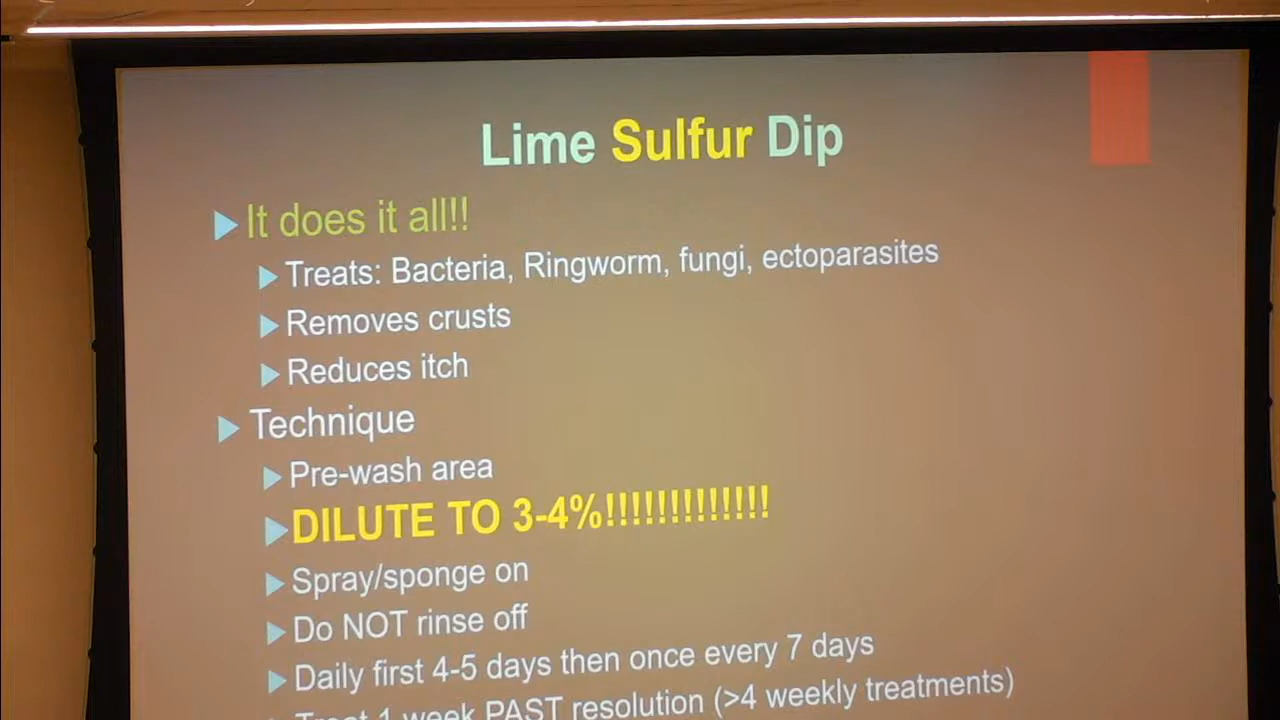 Lime Sulfur Dip
It does it all!!
Treats: Bacteria, Ringworm, fungi, ectoparasites
Removes crusts
Reduces itch
Technique
Pre-wash area
DILUTE TO 3-4%!!!!!!!!!!!!!
Spray/sponge on
Do NOT rinse off
Daily first 4-5 days then once every 7 days
Treat 1 week PAST resolution (>4 weekly treatments)